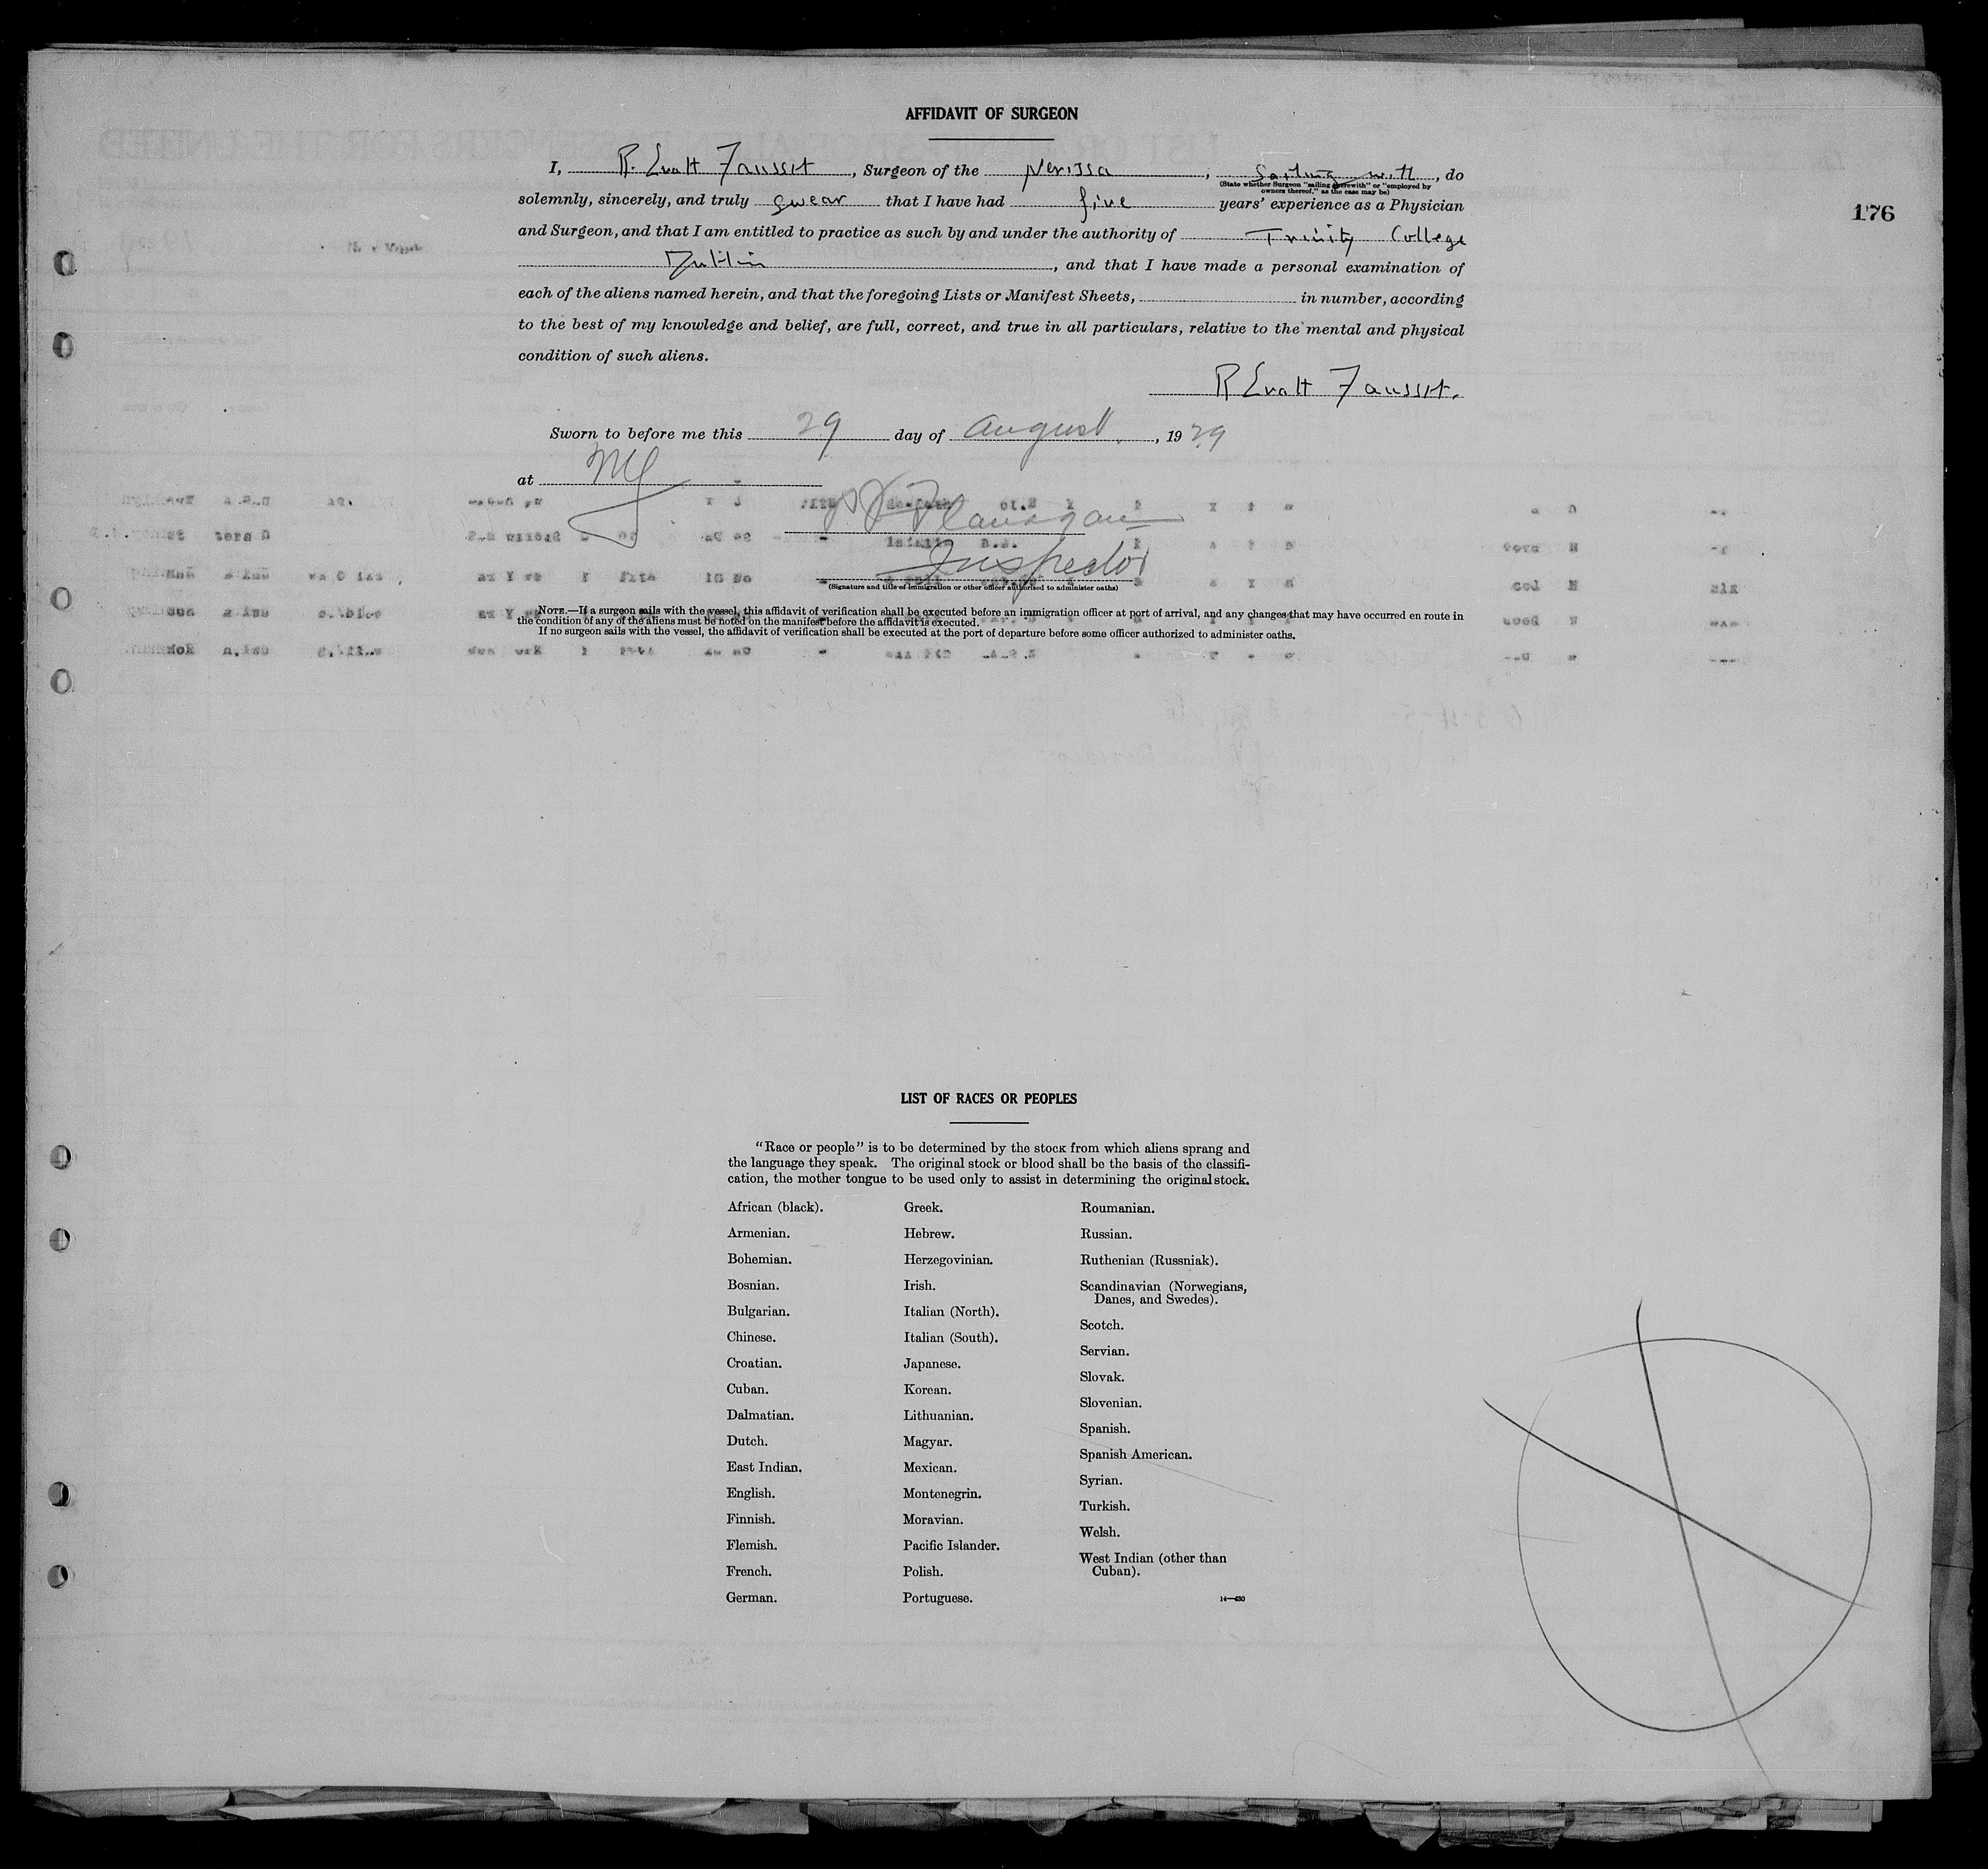 AFFIDAVIT OF SURGEON
176
I, R. Evatt Fausset, Surgeon of the Nerissa, Sailing with, do
(State whether Surgeon "sailing therewith" or "employed by
owners thereof," as the case may be)
solemnly, sincerely, and truly swear that I have had five years' experience as a Physician
and Surgeon, and that I am entitled to practice as such by and under the authority of Trinity College
Dublin, and that I have made a personal examination of
each of the aliens named herein, and that the foregoing Lists or Manifest Sheets, in number, according
to the best of my knowledge and belief, are full, correct, and true in all particulars, relative to the mental and physical
condition of such aliens.
R Evatt Fausset.
Sworn to before me this 29 day of August, 1929
at NY
Flanagan
Inspector
(Signature and title of immigration or other officer authorized to administer oaths)
NOTE.—If a surgeon sails with the vessel, this affidavit of verification shall be executed before an immigration officer at port of arrival, and any changes that may have occurred en route in
the condition of any of the aliens must be noted on the manifest before the affidavit is executed.
If no surgeon sails with the vessel, the affidavit of verification shall be executed at the port of departure before some officer authorized to administer oaths.
LIST OF RACES OR PEOPLES
"Race or people" is to be determined by the stock from which aliens sprang and
the language they speak. The original stock or blood shall be the basis of the classifi-
cation, the mother tongue to be used only to assist in determining the original stock.
African (black).
Armenian.
Bohemian.
Bosnian.
Bulgarian.
Chinese.
Croatian.
Cuban.
Dalmatian.
Dutch.
East Indian.
English.
Finnish.
Flemish.
French.
German.
Greek.
Hebrew.
Herzegovinian.
Irish.
Italian (North).
Italian (South).
Japanese.
Korean.
Lithuanian.
Magyar.
Mexican.
Montenegrin.
Moravian.
Pacific Islander.
Polish.
Portuguese.
Roumanian.
Russian.
Ruthenian (Russniak).
Scandinavian (Norwegians,
Danes, and Swedes).
Scotch.
Servian.
Slovak.
Slovenian.
Spanish.
Spanish American.
Syrian.
Turkish.
Welsh.
West Indian (other than
Cuban).
14—430